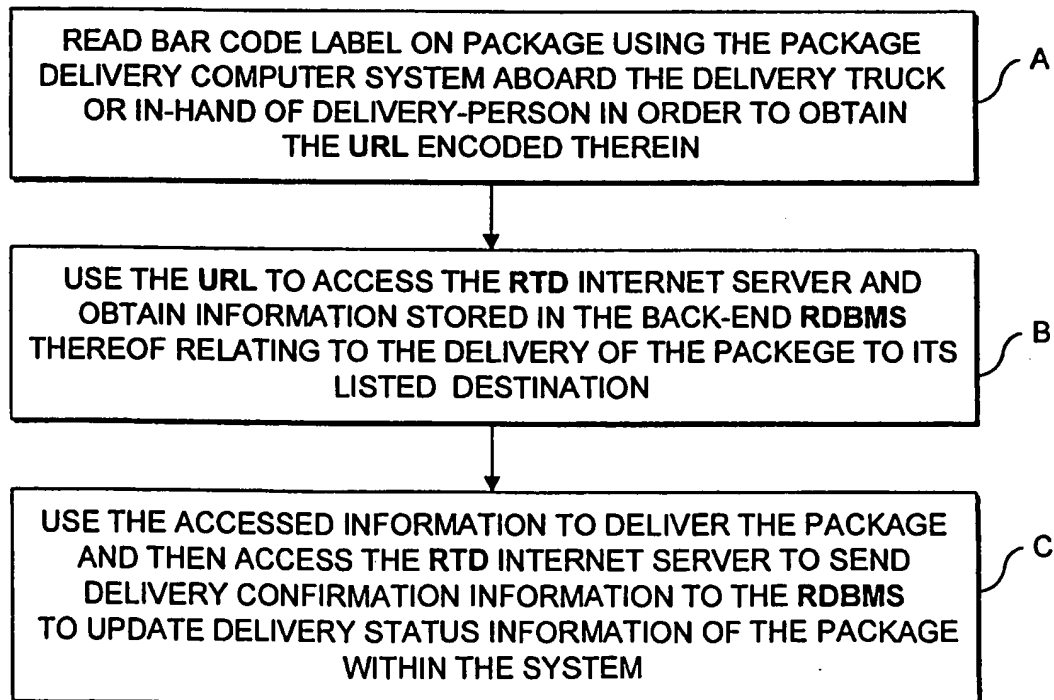 READ BAR CODE LABEL ON PACKAGE USING THE PACKAGE
DELIVERY COMPUTER SYSTEM ABOARD THE DELIVERY TRUCK
OR IN-HAND OF DELIVERY-PERSON IN ORDER TO OBTAIN
THE URL ENCODED THEREIN
A
USE THE URL TO ACCESS THE RTD INTERNET SERVER AND
OBTAIN INFORMATION STORED IN THE BACK-END RDBMS
THEREOF RELATING TO THE DELIVERY OF THE PACKEGE TO ITS
LISTED DESTINATION
B
USE THE ACCESSED INFORMATION TO DELIVER THE PACKAGE
AND THEN ACCESS THE RTD INTERNET SERVER TO SEND
DELIVERY CONFIRMATION INFORMATION TO THE RDBMS
TO UPDATE DELIVERY STATUS INFORMATION OF THE PACKAGE
WITHIN THE SYSTEM
C